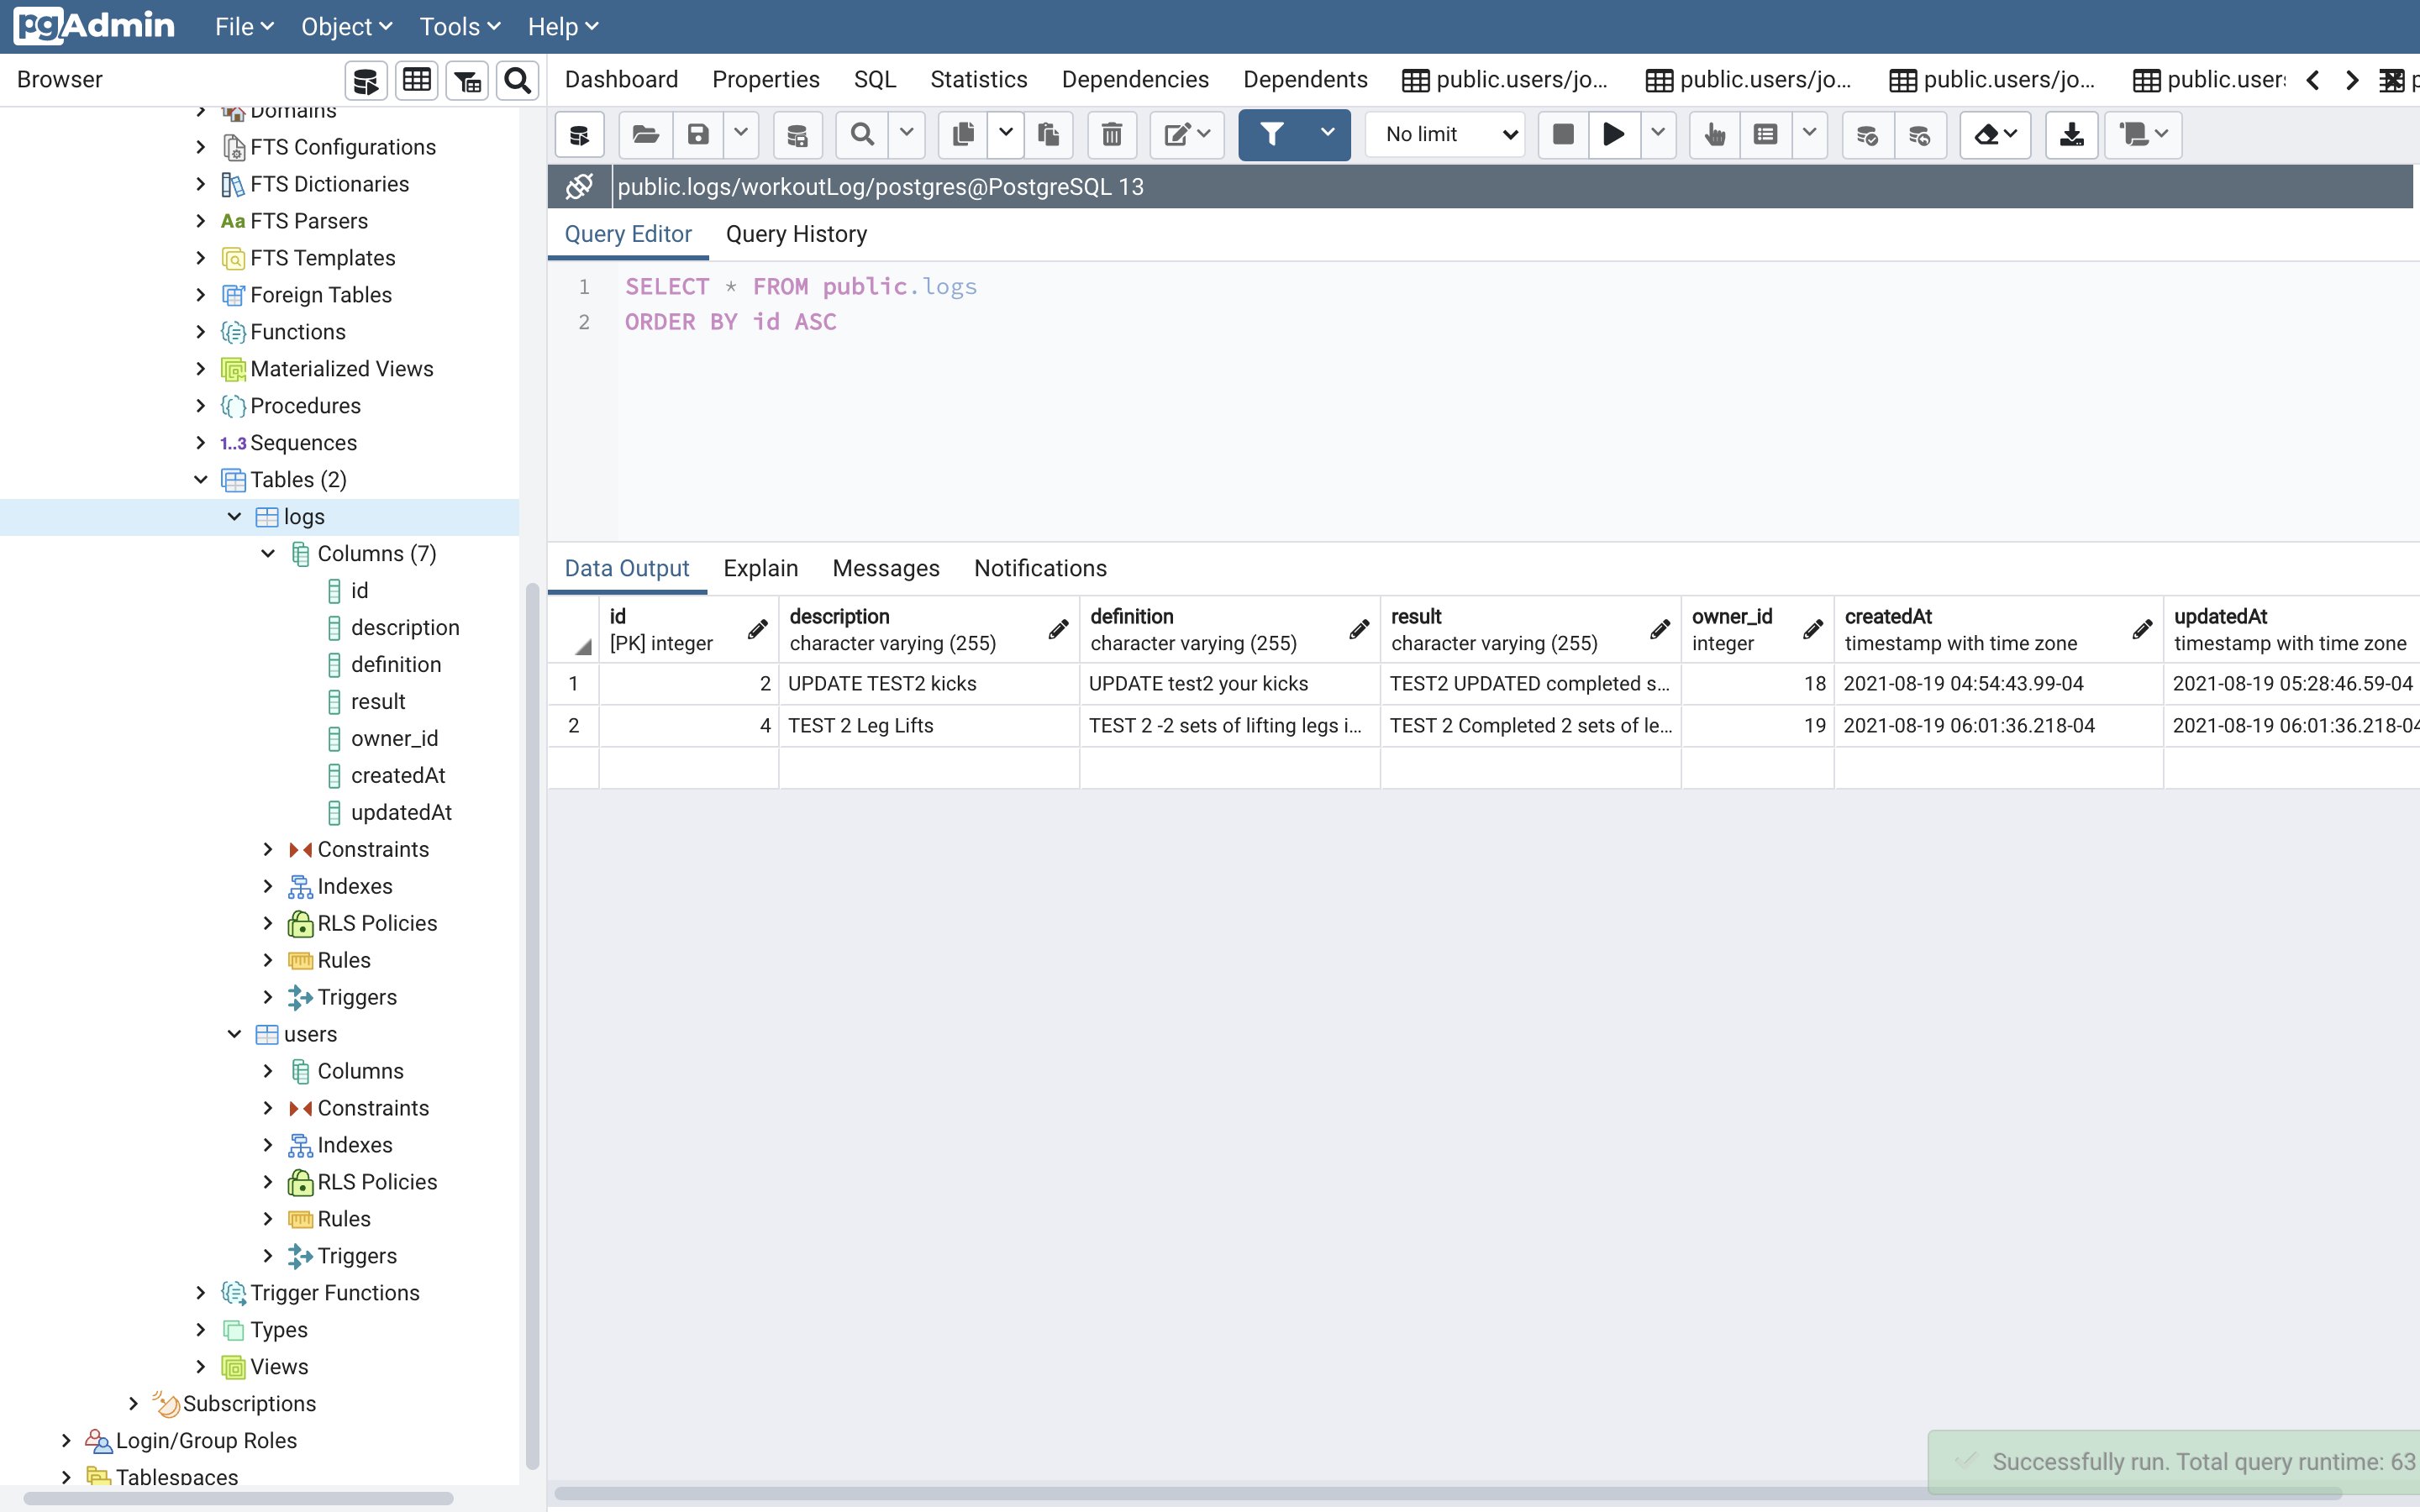 pgAdmin File Object Tools Help
Browser
Dashboard Properties SQL Statistics Dependencies Dependents public.users/jo... public.users/jo... public.users/jo... public.users
No limit
public.logs/workoutLog/postgres@PostgreSQL 13
Query Editor Query History
1 SELECT * FROM public.logs
2 ORDER BY id ASC
Domains
FTS Configurations
FTS Dictionaries
Aa FTS Parsers
FTS Templates
Foreign Tables
Functions
Materialized Views
Procedures
1..3 Sequences
Tables (2)
logs
Columns (7)
id
description
definition
result
owner_id
createdAt
updatedAt
Constraints
Indexes
RLS Policies
Rules
Triggers
users
Columns
Constraints
Indexes
RLS Policies
Rules
Triggers
Trigger Functions
Types
Views
Subscriptions
Login/Group Roles
Tablespaces
Data Output Explain Messages Notifications
id description definition result owner_id createdAt updatedAt
[PK] integer character varying (255) character varying (255) character varying (255) integer timestamp with time zone timestamp with time zone
1 2 UPDATE TEST2 kicks UPDATE test2 your kicks TEST2 UPDATED completed s... 18 2021-08-19 04:54:43.99-04 2021-08-19 05:28:46.59-04
2 4 TEST 2 Leg Lifts TEST 2 -2 sets of lifting legs i... TEST 2 Completed 2 sets of le... 19 2021-08-19 06:01:36.218-04 2021-08-19 06:01:36.218-04
Successfully run. Total query runtime: 63